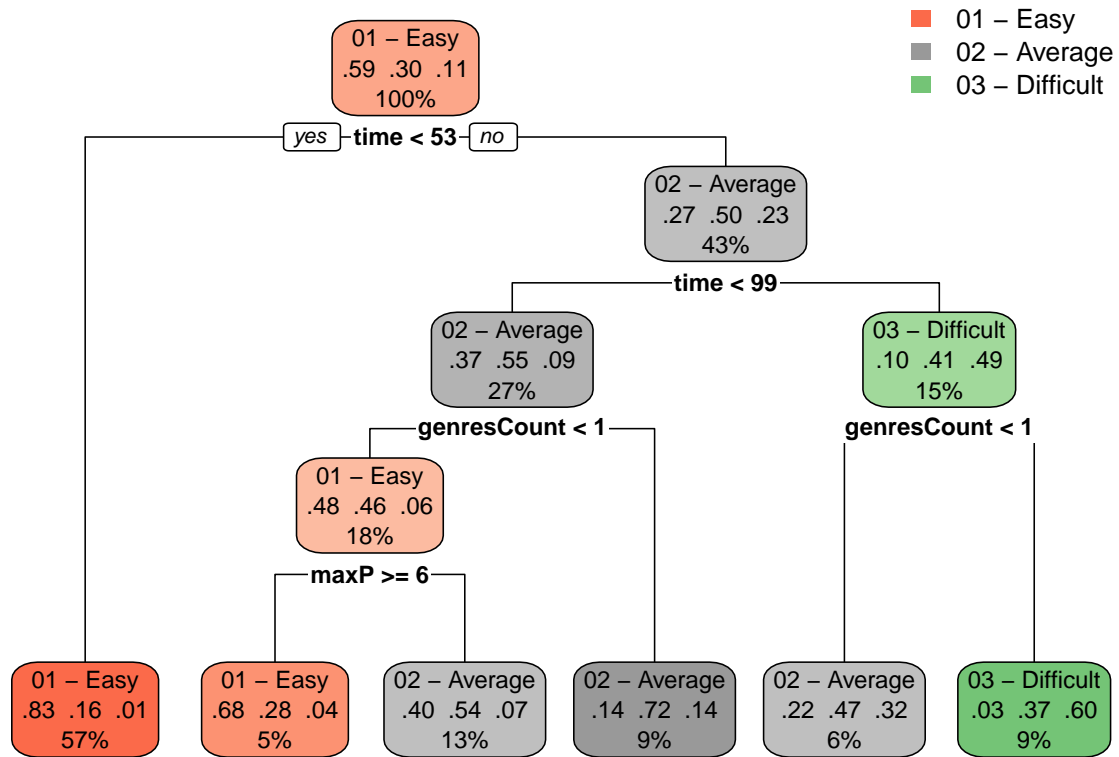 01 – Easy
02 – Average
03 – Difficult
01 – Easy
.59 .30 .11
100%
yes time < 53 no
02 – Average
.27 .50 .23
43%
time < 99
02 – Average
.37 .55 .09
27%
03 – Difficult
.10 .41 .49
15%
genresCount < 1
genresCount < 1
01 – Easy
.48 .46 .06
18%
maxP >= 6
01 – Easy
.83 .16 .01
57%
01 – Easy
.68 .28 .04
5%
02 – Average
.40 .54 .07
13%
02 – Average
.14 .72 .14
9%
02 – Average
.22 .47 .32
6%
03 – Difficult
.03 .37 .60
9%